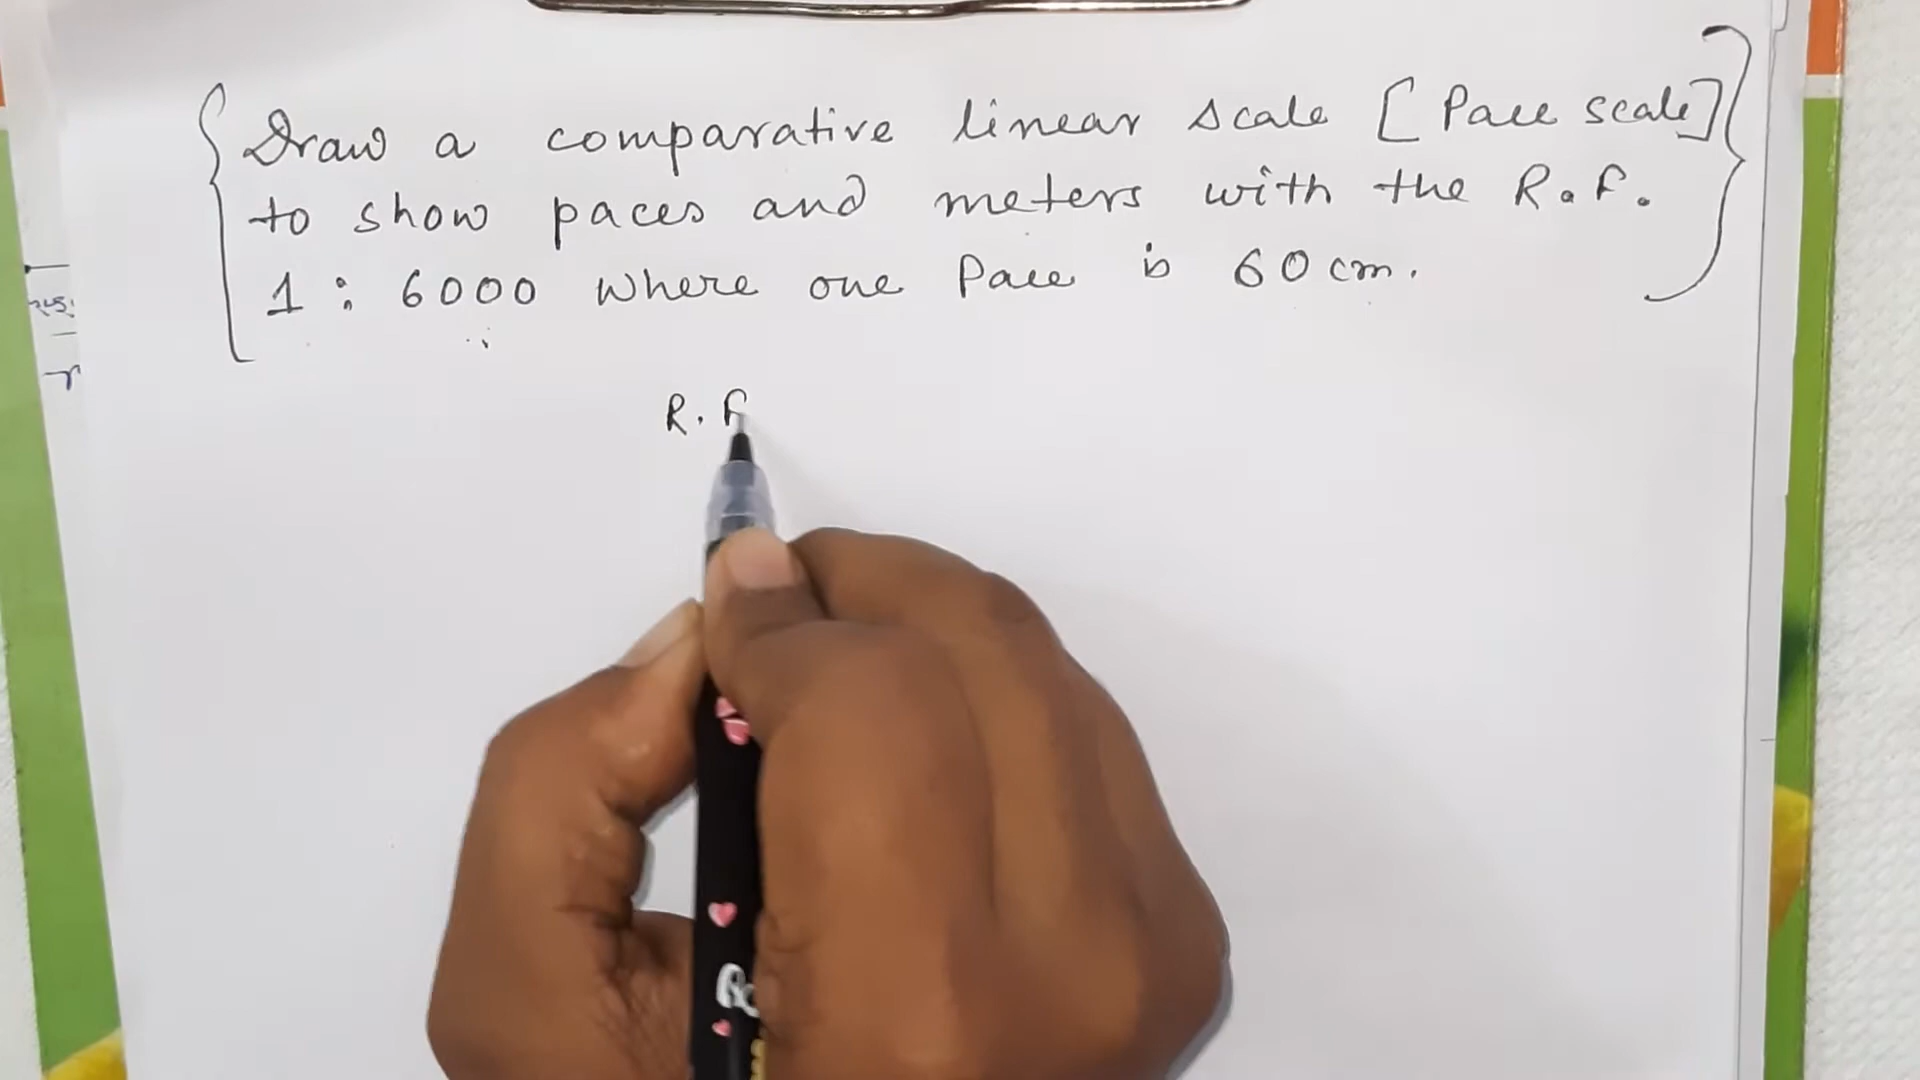 Draw a comparative linear scale [Pace scale]
to show paces and meters with the R.F.
1 : 6000 where one Pace is 60 cm.
R. F